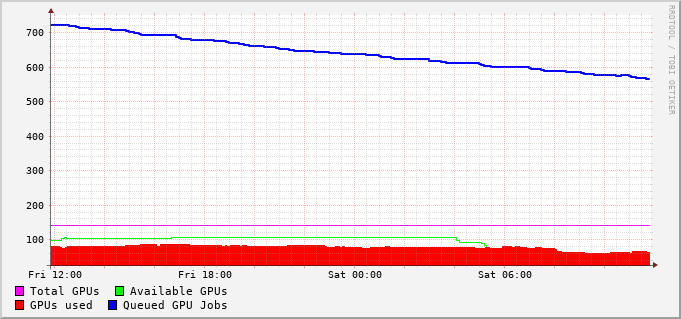 700
600
500
400
300
200
100
Fri 12:00 Fri 18:00 Sat 00:00 Sat 06:00
Total GPUs Available GPUs
GPUs used Queued GPU Jobs
RRDTOOL / TOBI OETIKER